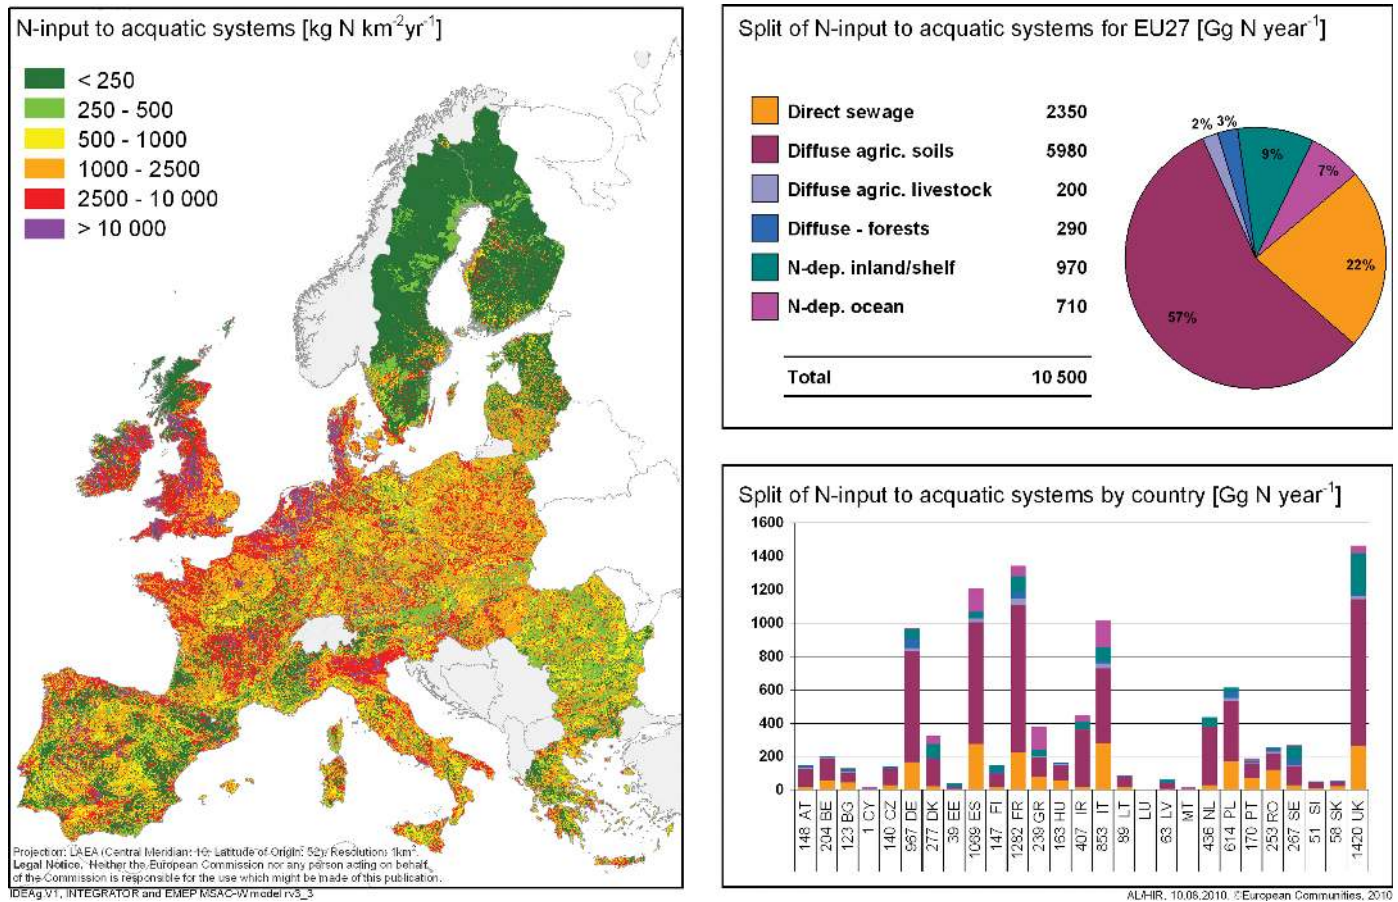 N-input to acquatic systems [kg N km-2yr-1]
< 250
250 - 500
500 - 1000
1000 - 2500
2500 - 10 000
> 10 000
Projection: LAEA (Central Meridian: 10; Latitude of Origin: 52); Resolution: 1km²
Legal Notice. Neither the European Commission nor any person acting on behalf
of the Commission is responsible for the use which might be made of this publication.
IDEAg.V1, INTEGRATOR and EMEP MSAC-W model rv3_3
Split of N-input to acquatic systems for EU27 [Gg N year-1]
Direct sewage 2350
Diffuse agric. soils 5980
Diffuse agric. livestock 200
Diffuse - forests 290
N-dep. inland/shelf 970
N-dep. ocean 710
Total 10 500
2%
3%
9%
7%
22%
57%
Split of N-input to acquatic systems by country [Gg N year-1]
1600
1400
1200
1000
800
600
400
200
0
148 AT
204 BE
123 BG
1 CY
140 CZ
967 DE
277 DK
39 EE
1069 ES
147 FI
1282 FR
239 GR
163 HU
407 IR
853 IT
89 LT
LU
63 LV
MT
436 NL
614 PL
170 PT
253 RO
267 SE
51 SI
58 SK
1420 UK
AL/HIR, 10.06.2010. ©European Communities, 2010